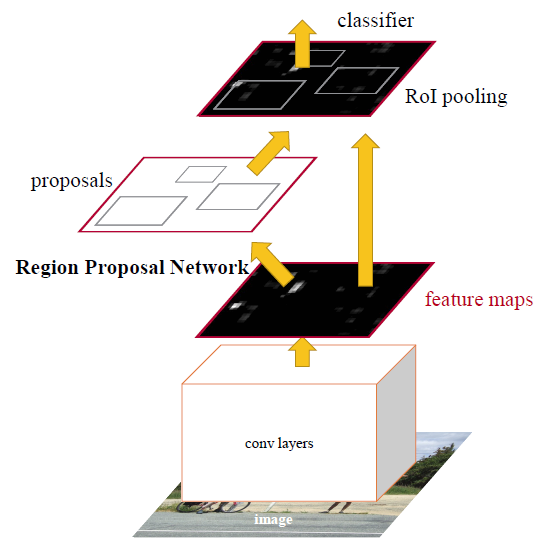 classifier
RoI pooling
proposals
Region Proposal Network
feature maps
conv layers
image